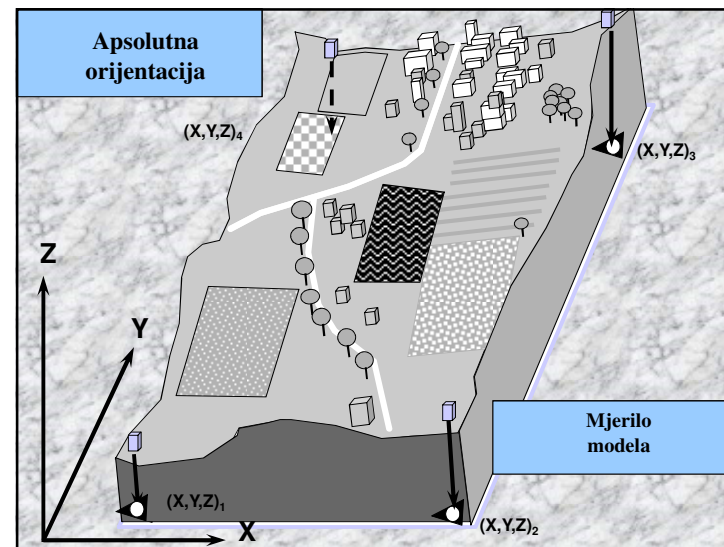 Apsolutna
orijentacija
(X,Y,Z)4
(X,Y,Z)3
Z
Y
Mjerilo
modela
(X,Y,Z)1
(X,Y,Z)2
X